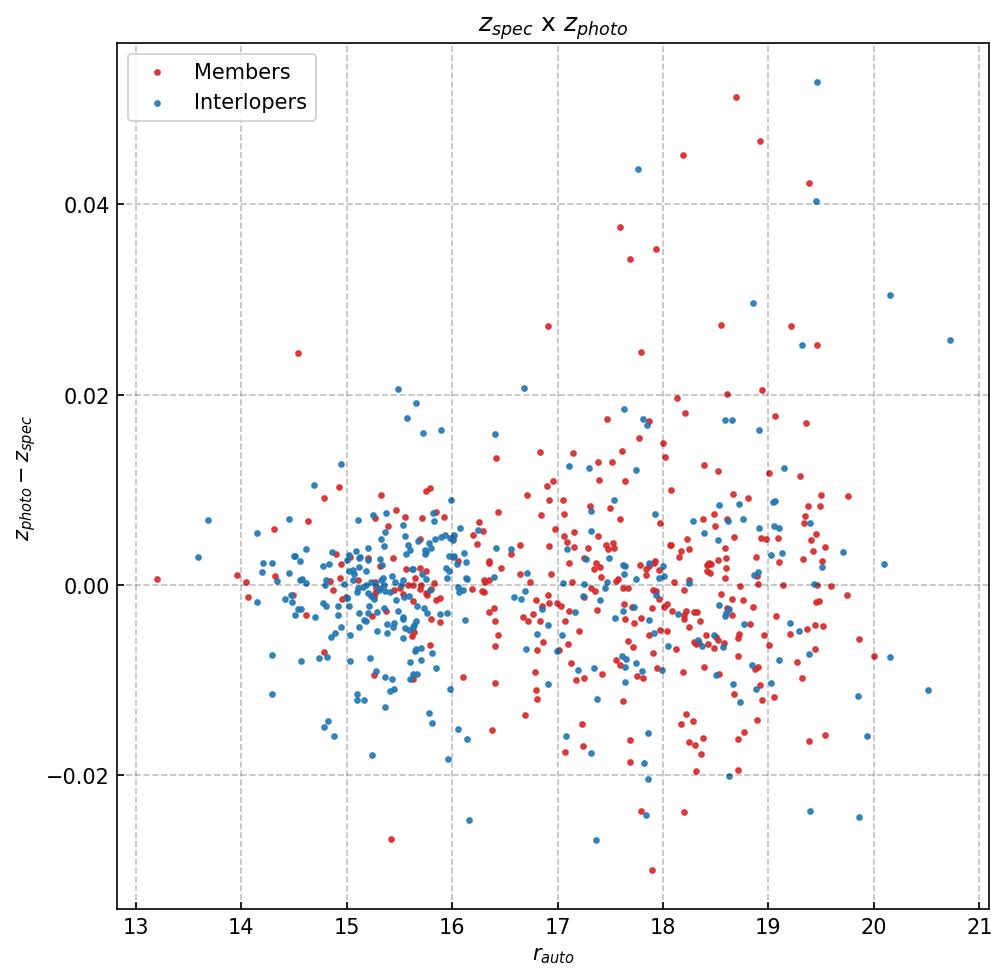 z_spec x z_photo
Members
Interlopers
z_photo − z_spec
0.04
0.02
0.00
−0.02
13 14 15 16 17 18 19 20 21
r_auto